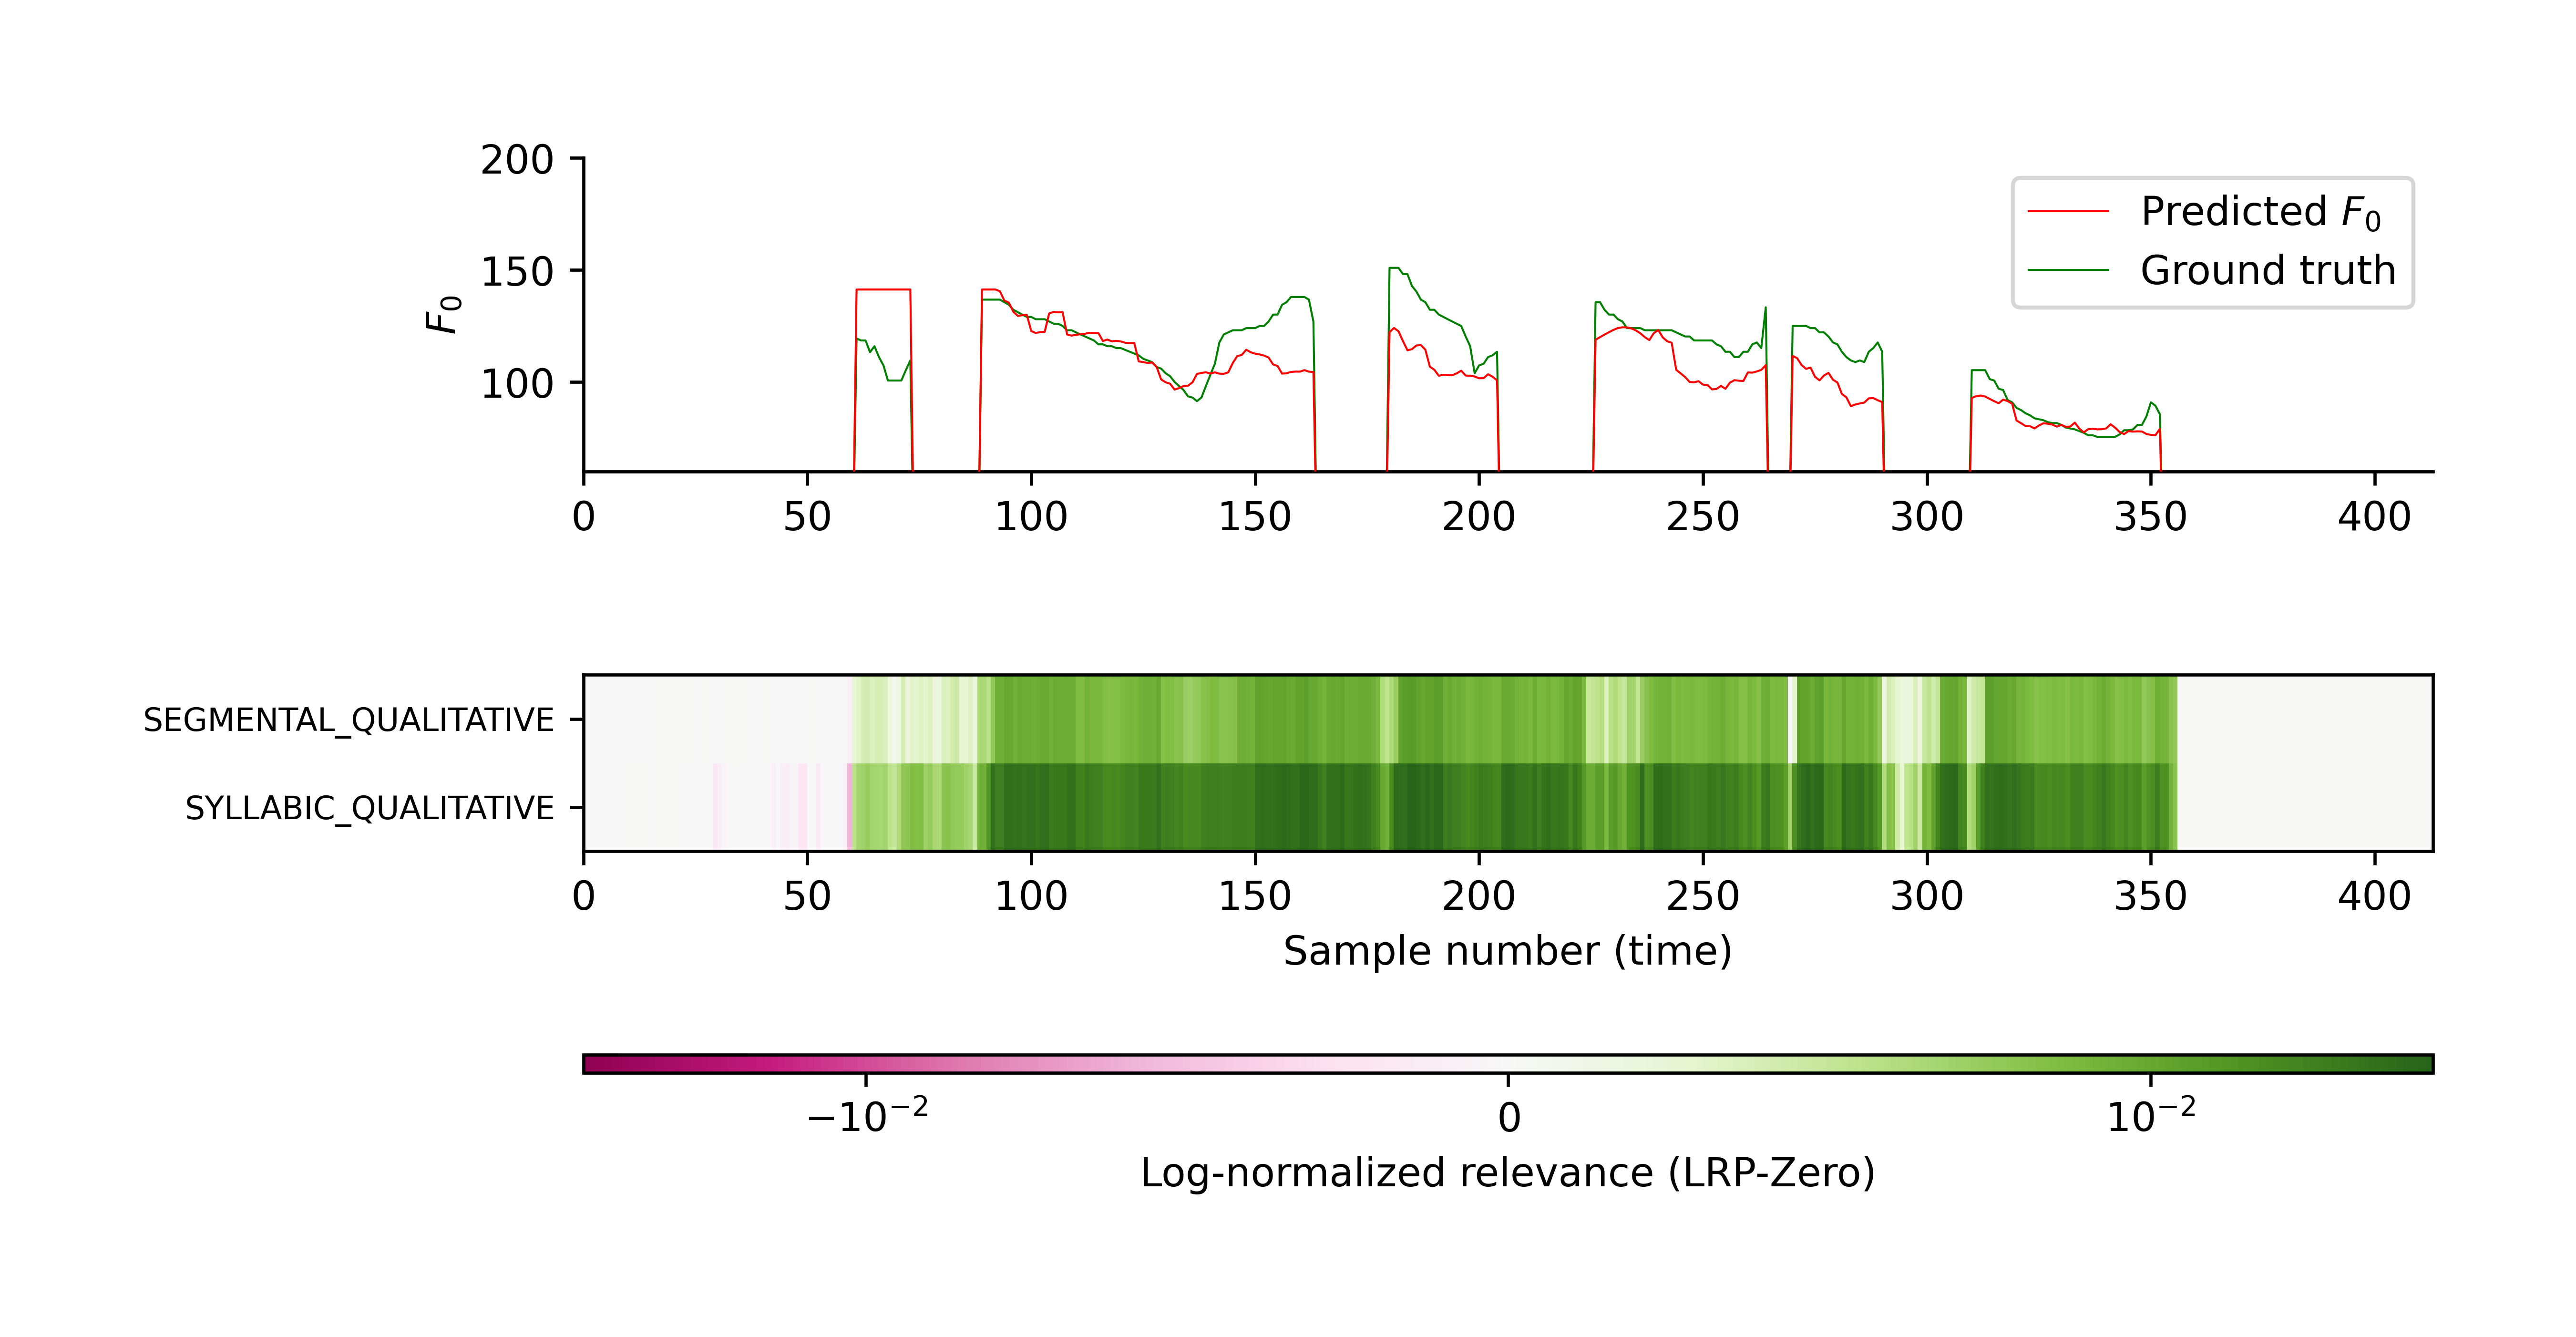 200
150
100
F₀
Predicted F₀
Ground truth
0 50 100 150 200 250 300 350 400
SEGMENTAL_QUALITATIVE
SYLLABIC_QUALITATIVE
0 50 100 150 200 250 300 350 400
Sample number (time)
−10⁻² 0 10⁻²
Log-normalized relevance (LRP-Zero)